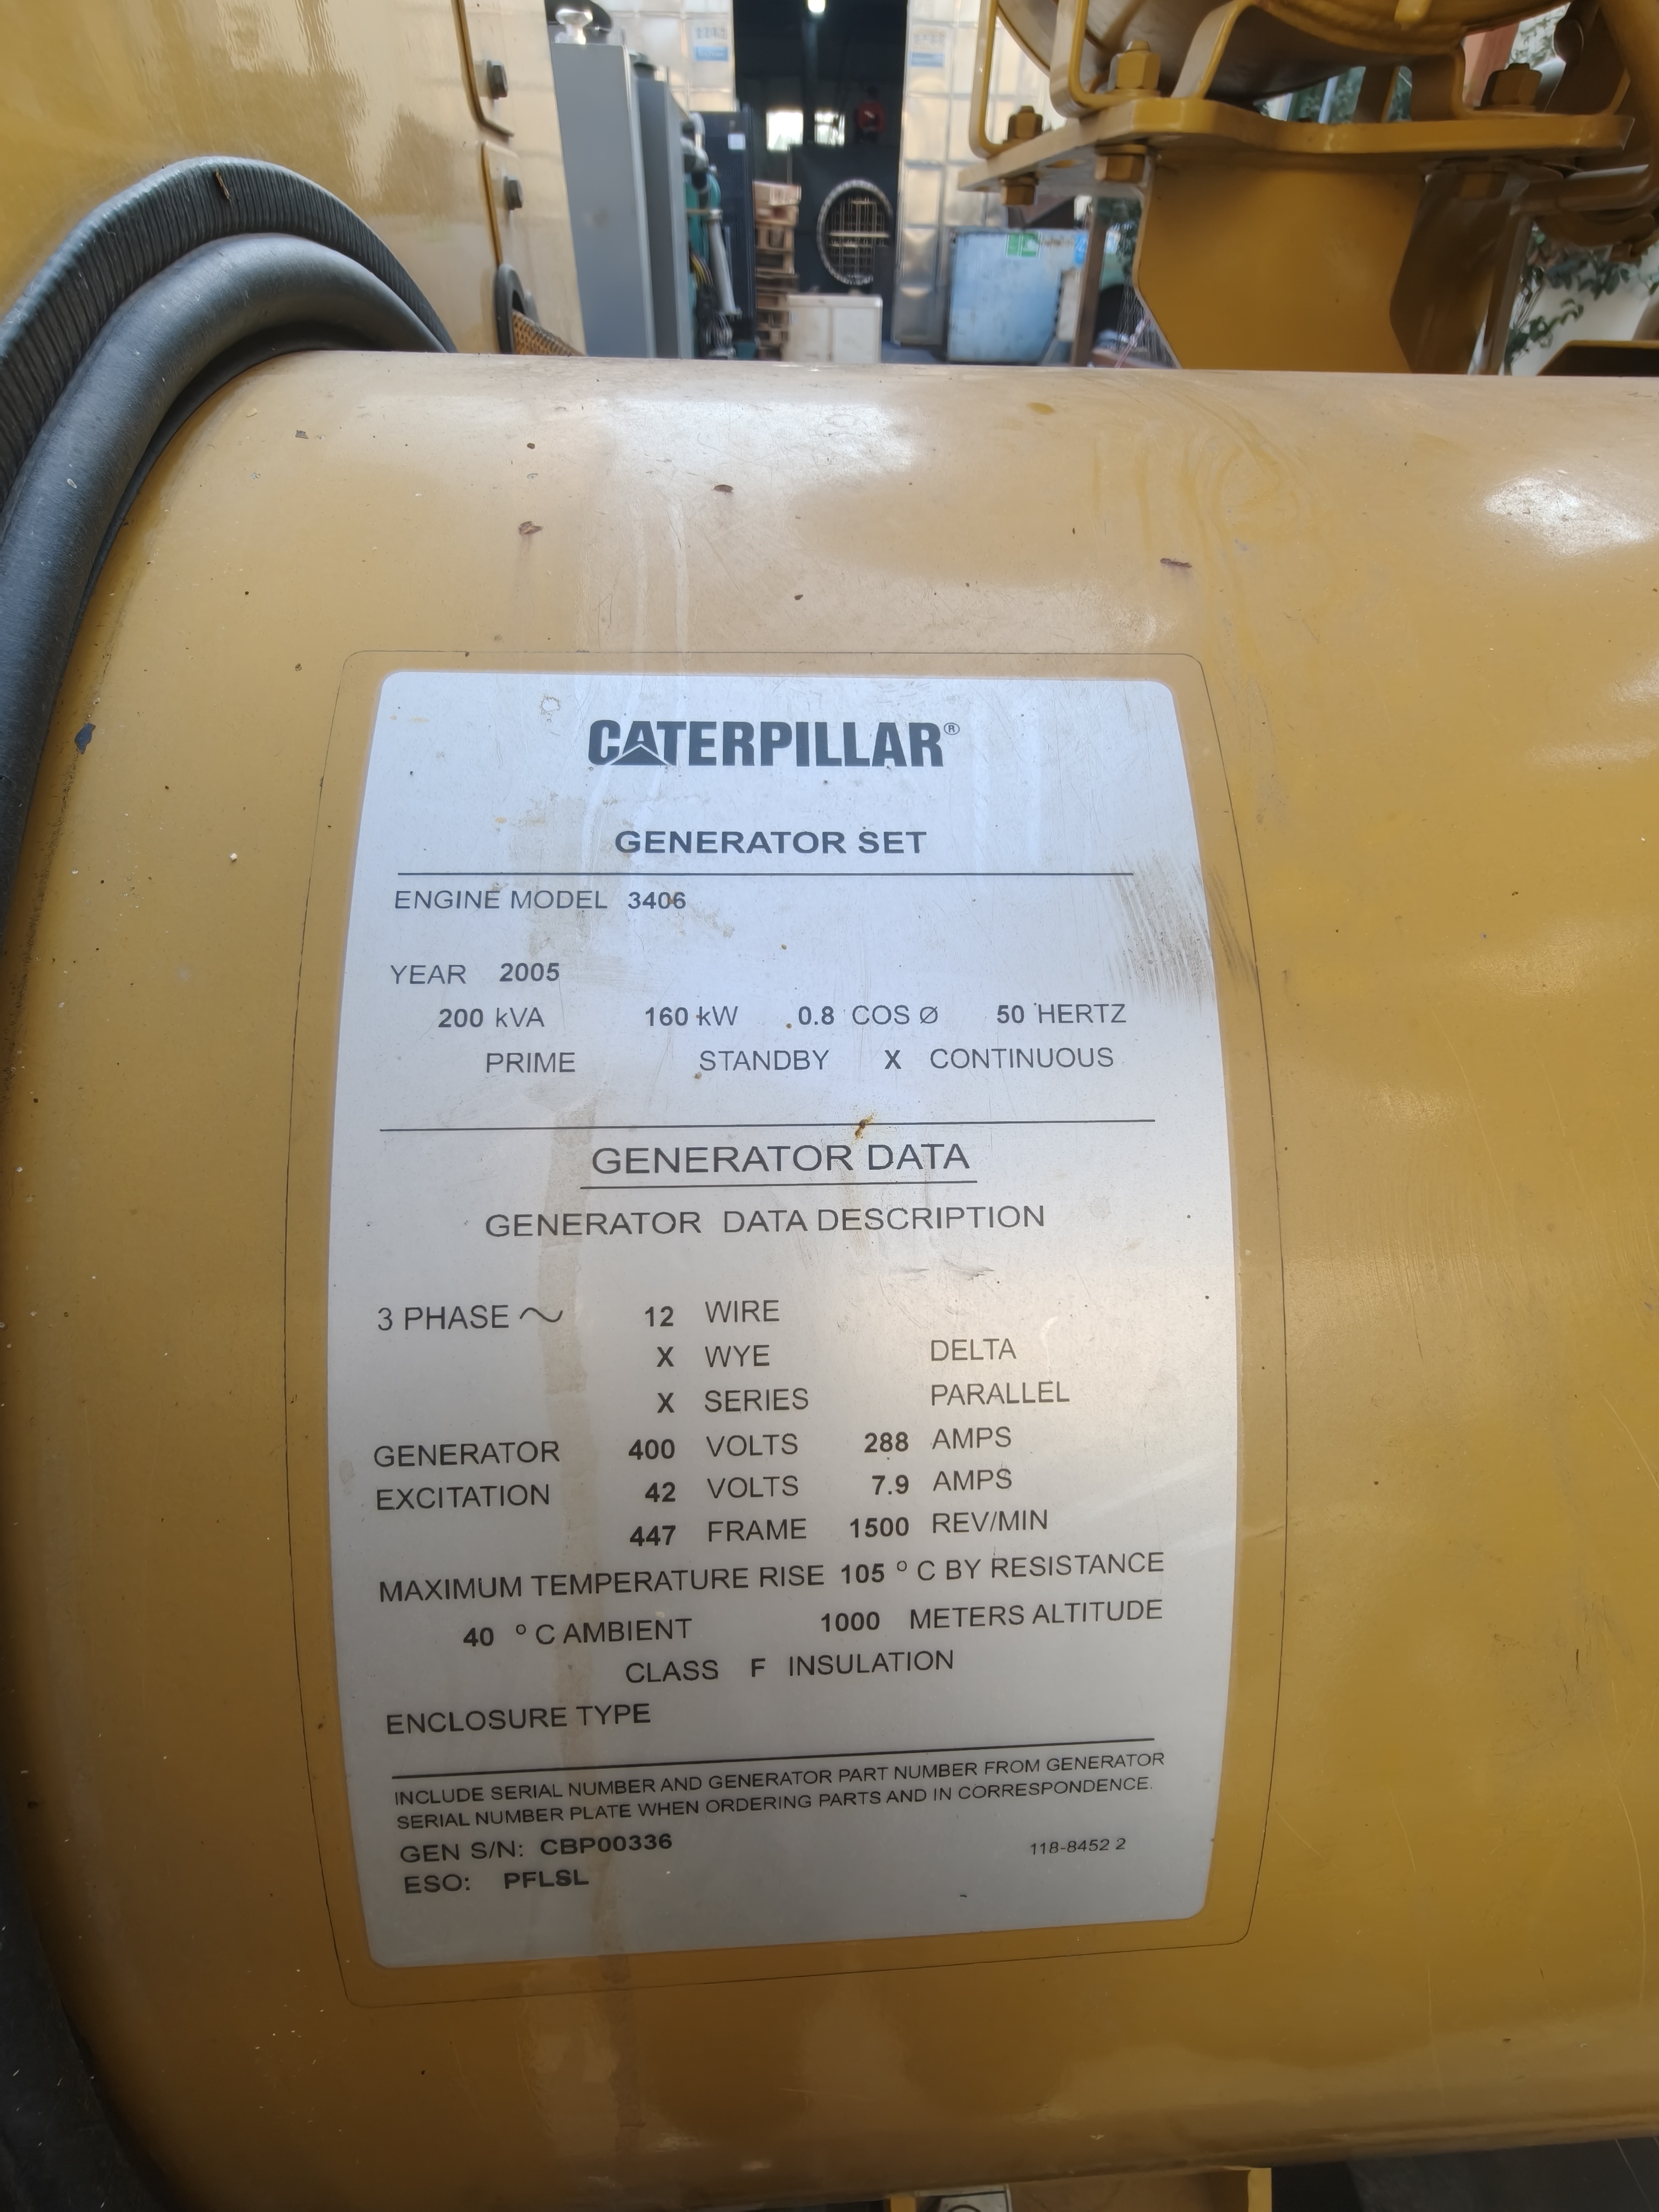 CATERPILLAR®
GENERATOR SET
ENGINE MODEL 3406
YEAR 2005
200 kVA 160 kW 0.8 COS Ø 50 HERTZ
PRIME STANDBY X CONTINUOUS
GENERATOR DATA
GENERATOR DATA DESCRIPTION
3 PHASE ~ 12 WIRE
X WYE DELTA
X SERIES PARALLEL
GENERATOR 400 VOLTS 288 AMPS
EXCITATION 42 VOLTS 7.9 AMPS
447 FRAME 1500 REV/MIN
MAXIMUM TEMPERATURE RISE 105 ° C BY RESISTANCE
40 ° C AMBIENT 1000 METERS ALTITUDE
CLASS F INSULATION
ENCLOSURE TYPE
INCLUDE SERIAL NUMBER AND GENERATOR PART NUMBER FROM GENERATOR
SERIAL NUMBER PLATE WHEN ORDERING PARTS AND IN CORRESPONDENCE.
GEN S/N: CBP00336 118-8452 2
ESO: PFLSL